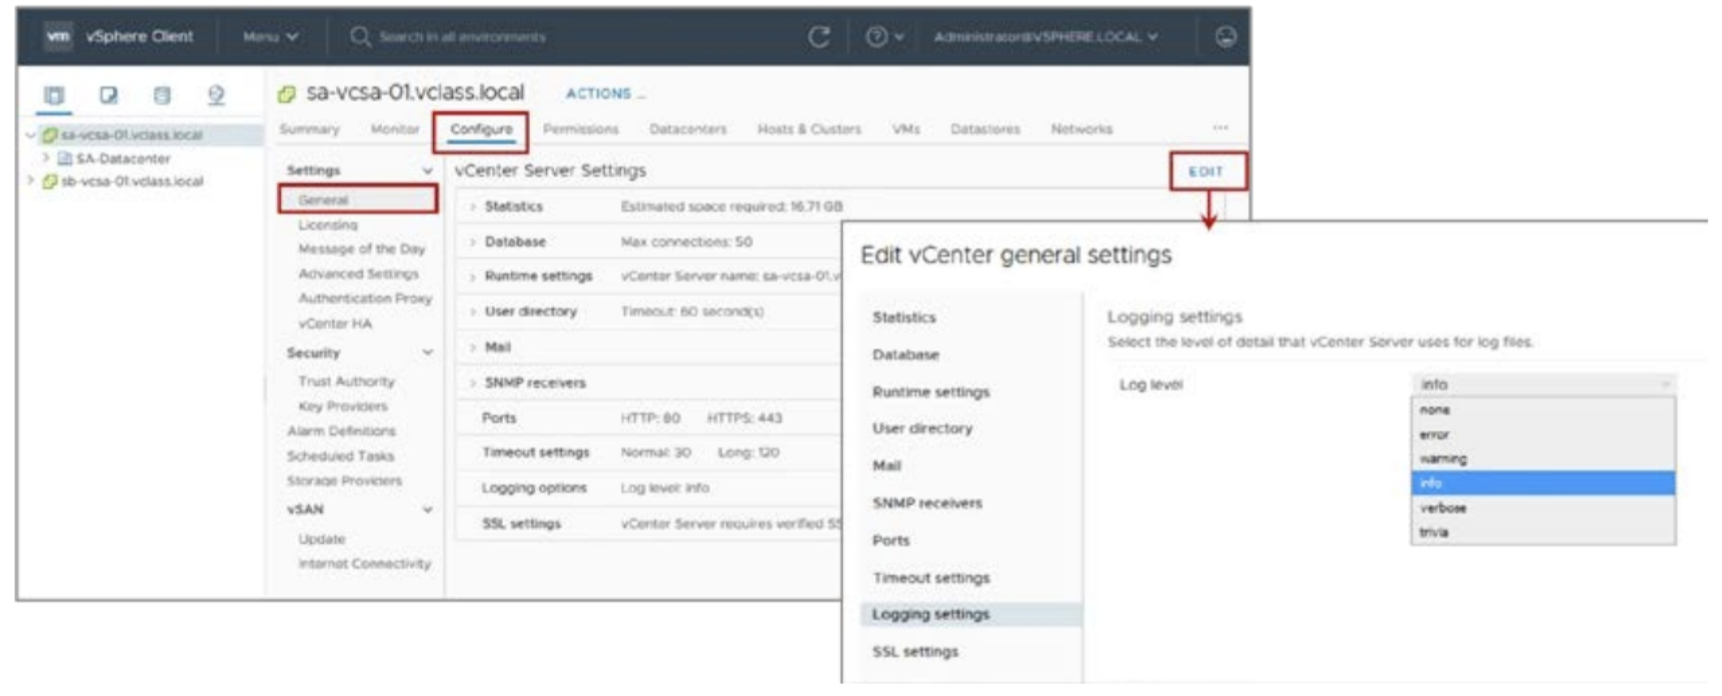 vm vSphere Client Menu Search in all environments Administrator@VSPHERE.LOCAL
sa-vcsa-01.vclass.local ACTIONS
Summary Monitor Configure Permissions Datacenters Hosts & Clusters VMs Datastores Networks ...
sa-vcsa-01.vclass.local
SA-Datacenter
sb-vcsa-01.vclass.local
Settings
General
Licensing
Message of the Day
Advanced Settings
Authentication Proxy
vCenter HA
Security
Trust Authority
Key Providers
Alarm Definitions
Scheduled Tasks
Storage Providers
vSAN
Update
Internet Connectivity
vCenter Server Settings EDIT
Statistics Estimated space required: 16.71 GB
Database Max connections: 50
Runtime settings vCenter Server name: sa-vcsa-01.v
User directory Timeout: 60 second(s)
Mail
SNMP receivers
Ports HTTP: 80 HTTPS: 443
Timeout settings Normal: 30 Long: 120
Logging options Log level: info
SSL settings vCenter Server requires verified SS
Edit vCenter general settings
Statistics
Database
Runtime settings
User directory
Mail
SNMP receivers
Ports
Timeout settings
Logging settings
SSL settings
Logging settings
Select the level of detail that vCenter Server uses for log files.
Log level info
none
error
warning
info
verbose
trivia